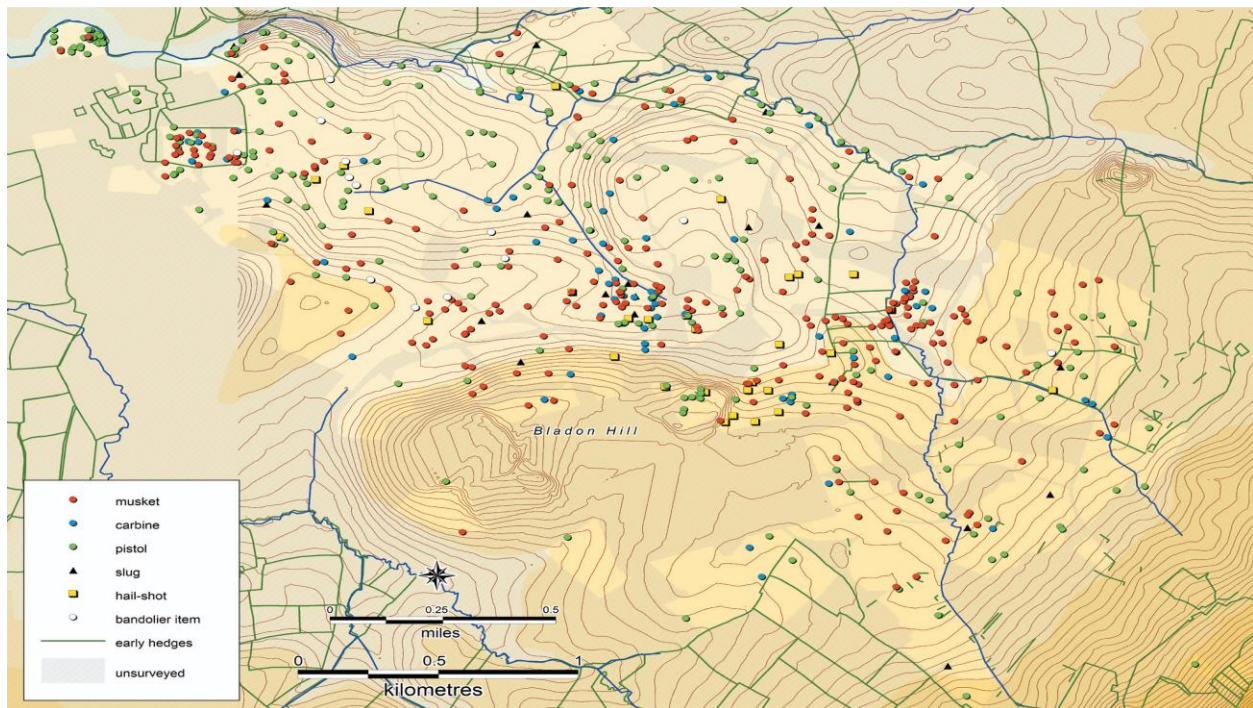 Bladon Hill
musket
carbine
pistol
slug
hail-shot
bandolier item
early hedges
unsurveyed
0 0.25 0.5
miles
0 0.5 1
kilometres